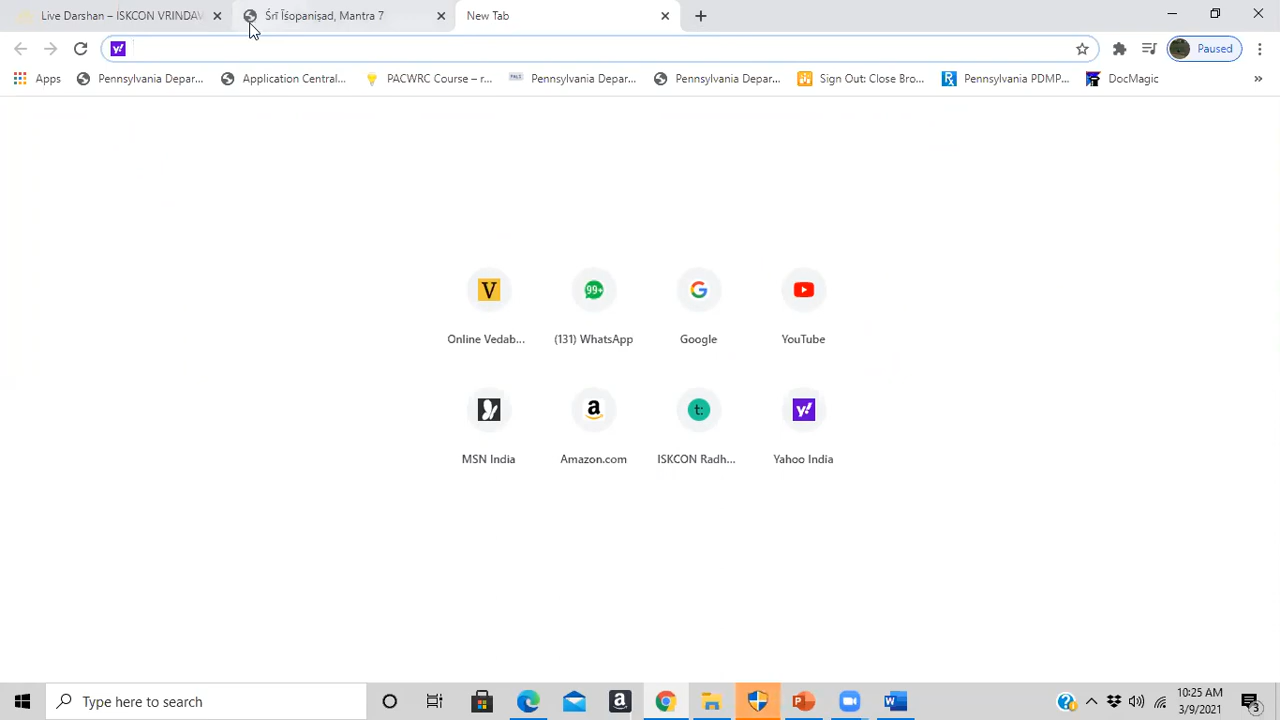 Live Darshan – ISKCON VRINDAV
Śrī Īśopaniṣad, Mantra 7
New Tab
y!
Paused
Apps
Pennsylvania Depar...
Application Central...
PACWRC Course – r...
Pennsylvania Depar...
Pennsylvania Depar...
Sign Out: Close Bro...
Pennsylvania PDMP...
DocMagic
»
V
99+
G
Online Vedab...
(131) WhatsApp
Google
YouTube
a
t:
y!
MSN India
Amazon.com
ISKCON Radh...
Yahoo India
Type here to search
10:25 AM
3/9/2021
3